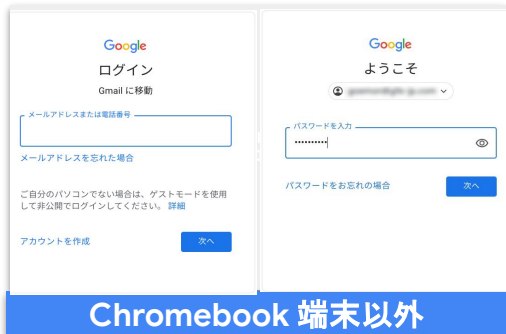 Google
ログイン
Gmail に移動
メールアドレスまたは電話番号
メールアドレスを忘れた場合
ご自分のパソコンでない場合は、ゲストモードを使用
して非公開でログインしてください。 詳細
アカウントを作成
次へ
Google
ようこそ
パスワードを入力
••••••••••
パスワードをお忘れの場合
次へ
Chromebook 端末以外